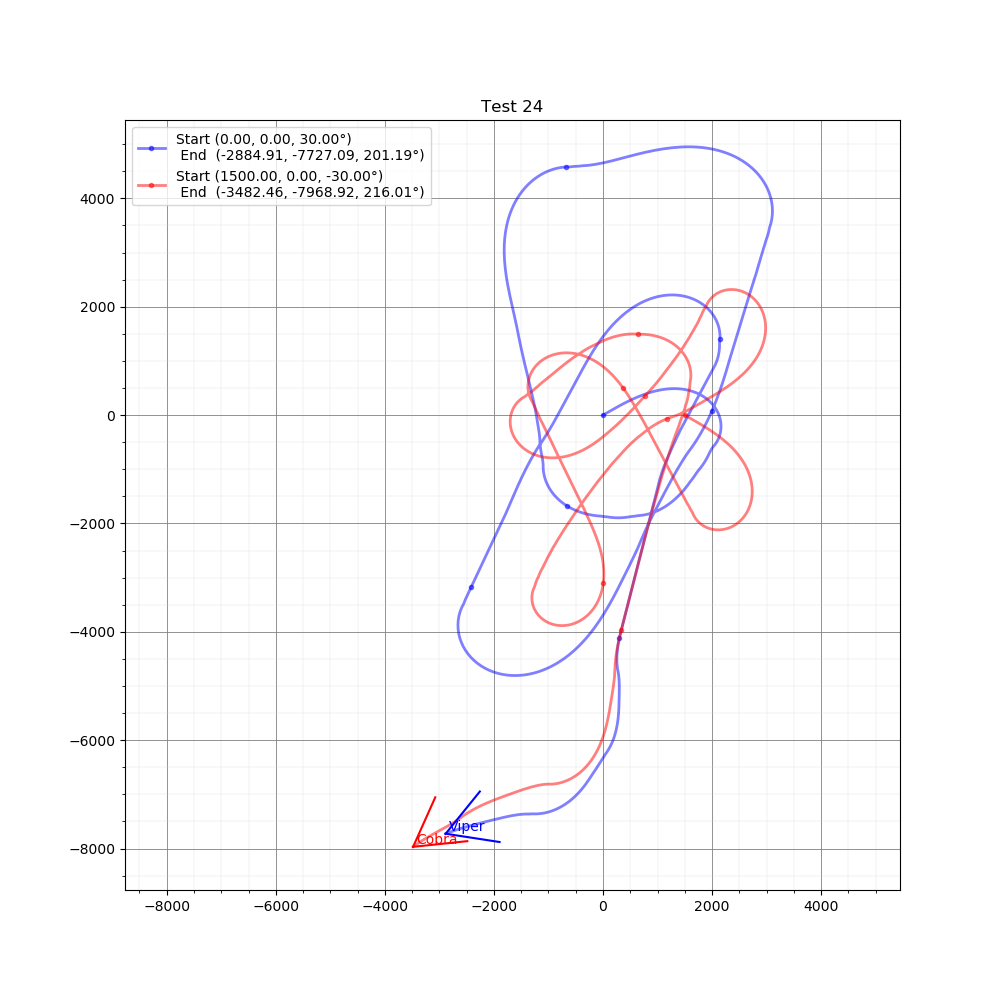 Test 24
Start (0.00, 0.00, 30.00°)
End (-2884.91, -7727.09, 201.19°)
Start (1500.00, 0.00, -30.00°)
End (-3482.46, -7968.92, 216.01°)
4000
2000
0
−2000
−4000
−6000
−8000
Viper
Cobra
−8000 −6000 −4000 −2000 0 2000 4000